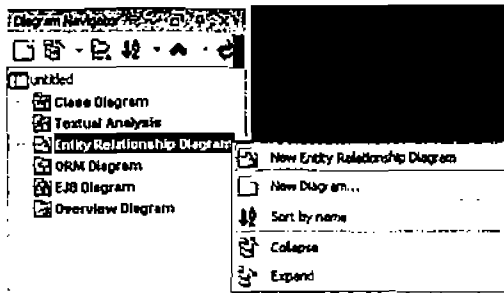 Diagram Navigator
untitled
Class Diagram
Textual Analysis
Entity Relationship Diagram
ORM Diagram
EJB Diagram
Overview Diagram
New Entity Relationship Diagram
New Diagram...
Sort by name
Collapse
Expand